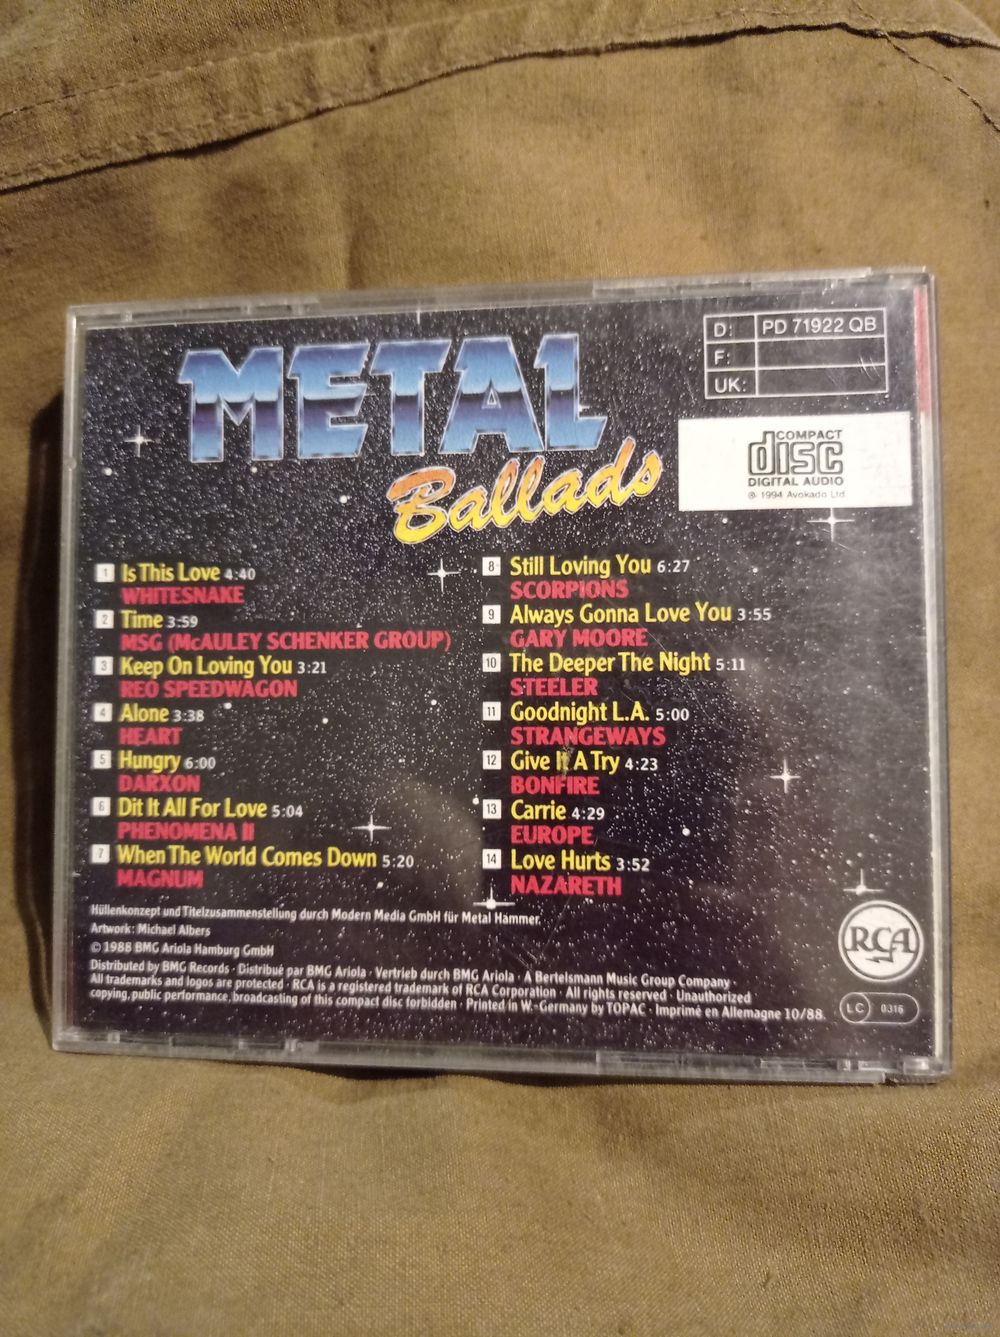 METAL
Ballads
D: PD 71922 QB
F:
UK:
COMPACT
disc
DIGITAL AUDIO
℗ 1994 Avokado Ltd
1 Is This Love 4:40
WHITESNAKE
2 Time 3:59
MSG (McAULEY SCHENKER GROUP)
3 Keep On Loving You 3:21
REO SPEEDWAGON
4 Alone 3:38
HEART
5 Hungry 6:00
DARXON
6 Dit It All For Love 5:04
PHENOMENA II
7 When The World Comes Down 5:20
MAGNUM
8 Still Loving You 6:27
SCORPIONS
9 Always Gonna Love You 3:55
GARY MOORE
10 The Deeper The Night 5:11
STEELER
11 Goodnight L.A. 5:00
STRANGEWAYS
12 Give It A Try 4:23
BONFIRE
13 Carrie 4:29
EUROPE
14 Love Hurts 3:52
NAZARETH
Hüllenkonzept und Titelzusammenstellung durch Modern Media GmbH für Metal Hammer.
Artwork: Michael Albers
© 1988 BMG Ariola Hamburg GmbH
Distributed by BMG Records · Distribué par BMG Ariola · Vertrieb durch BMG Ariola · A Bertelsmann Music Group Company ·
All trademarks and logos are protected · RCA is a registered trademark of RCA Corporation · All rights reserved · Unauthorized
copying, public performance, broadcasting of this compact disc forbidden · Printed in W.-Germany by TOPAC · Imprimé en Allemagne 10/88.
RCA
LC 0316